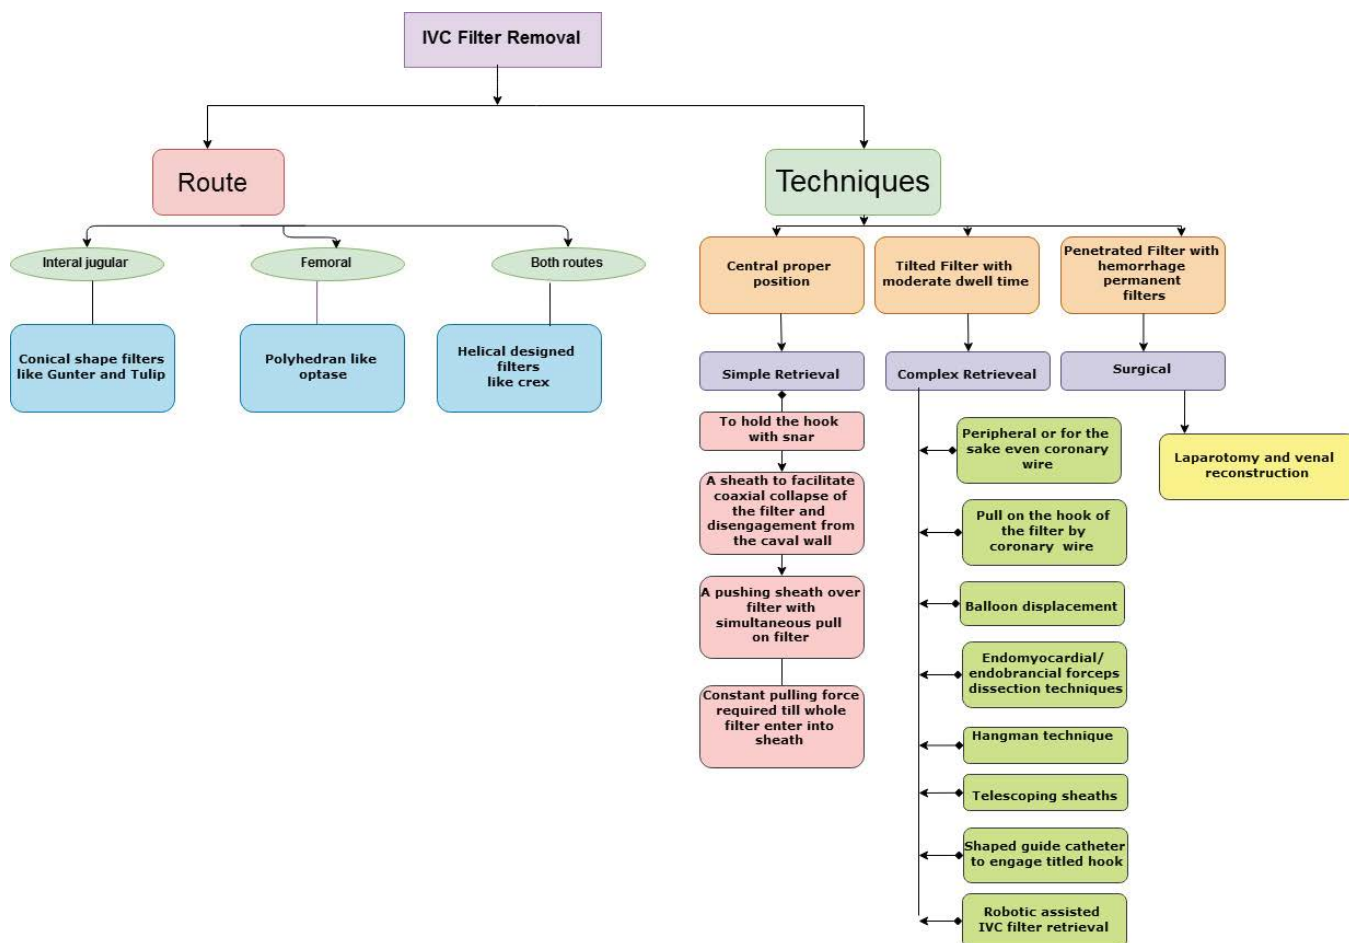 IVC Filter Removal
Route
Techniques
Interal jugular
Femoral
Both routes
Conical shape filters
like Gunter and Tulip
Polyhedran like
optase
Helical designed
filters
like crex
Central proper
position
Tilted Filter with
moderate dwell time
Penetrated Filter with
hemorrhage
permanent
filters
Simple Retrieval
Complex Retrieveal
Surgical
To hold the hook
with snar
A sheath to facilitate
coaxial collapse of
the filter and
disengagement from
the caval wall
A pushing sheath over
filter with
simultaneous pull
on filter
Constant pulling force
required till whole
filter enter into
sheath
Peripheral or for the
sake even coronary
wire
Pull on the hook of
the filter by
coronary wire
Balloon displacement
Endomyocardial/
endobrancial forceps
dissection techniques
Hangman technique
Telescoping sheaths
Shaped guide catheter
to engage titled hook
Robotic assisted
IVC filter retrieval
Laparotomy and venal
reconstruction